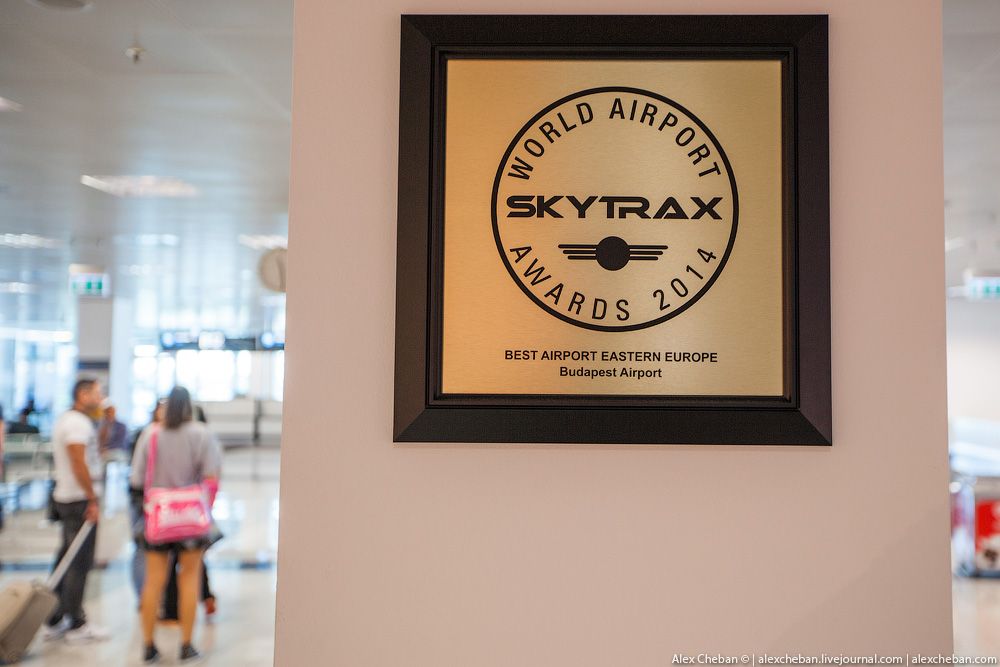 WORLD AIRPORT
SKYTRAX
AWARDS 2014
BEST AIRPORT EASTERN EUROPE
Budapest Airport
Alex Cheban © | alexcheban.livejournal.com | alexcheban.com